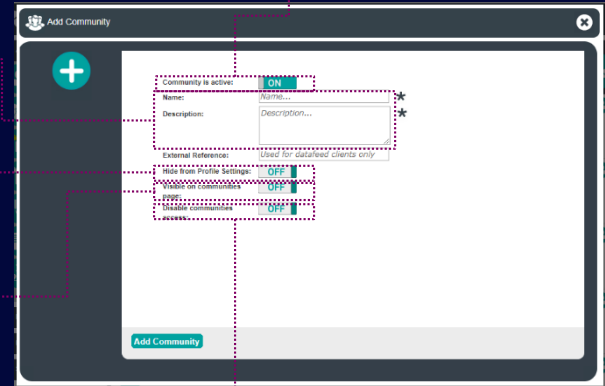 Add Community
Community is active: ON
Name: Name... *
Description: Description... *
External Reference: Used for datafeed clients only
Hide from Profile Settings: OFF
Visible on communities OFF
page:
Disable communities OFF
access:
Add Community